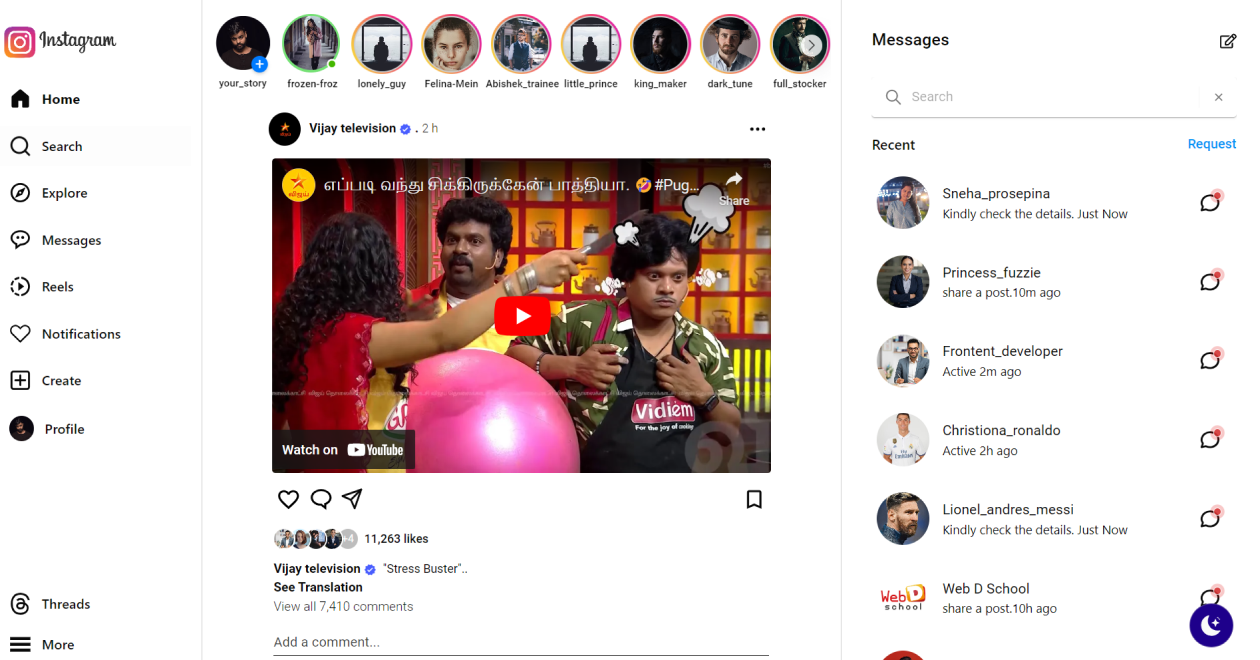 Instagram
Home
Search
Explore
Messages
Reels
Notifications
Create
Profile
Threads
More
your_story
frozen-froz
lonely_guy
Felina-Mein
Abishek_trainee
little_prince
king_maker
dark_tune
full_stocker
Vijay television . 2 h
விஜய்
எப்படி வந்து சிக்கிருக்கேன் பாத்தியா. 🤣 #Pug...
Share
Vidiem
For the joy of cooking
Watch on YouTube
+4 11,263 likes
Vijay television "Stress Buster"..
See Translation
View all 7,410 comments
Add a comment...
Messages
Search
Recent
Request
Sneha_prosepina
Kindly check the details. Just Now
Princess_fuzzie
share a post.10m ago
Frontent_developer
Active 2m ago
Christiona_ronaldo
Active 2h ago
Lionel_andres_messi
Kindly check the details. Just Now
Web D School
share a post.10h ago
Web D
school